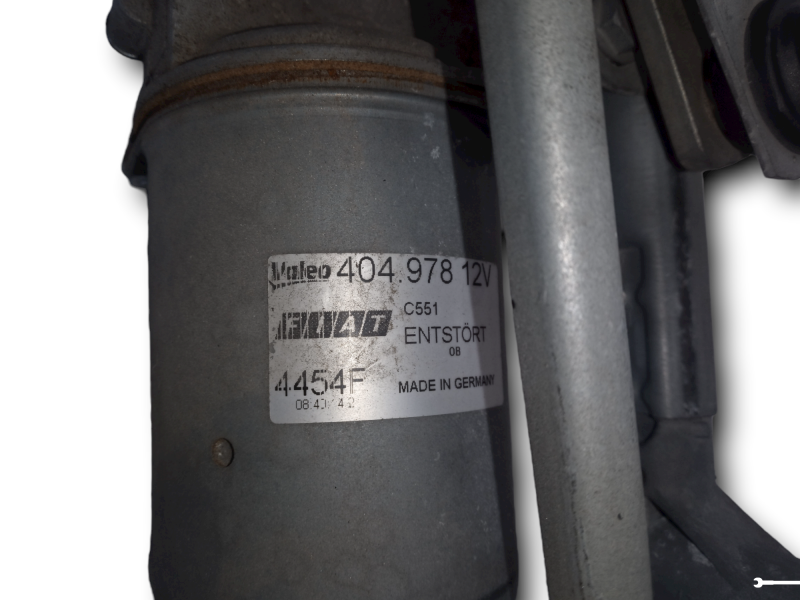 Valeo 404.978 12V
C551
FIAT
ENTSTÖRT
08
4454F
MADE IN GERMANY